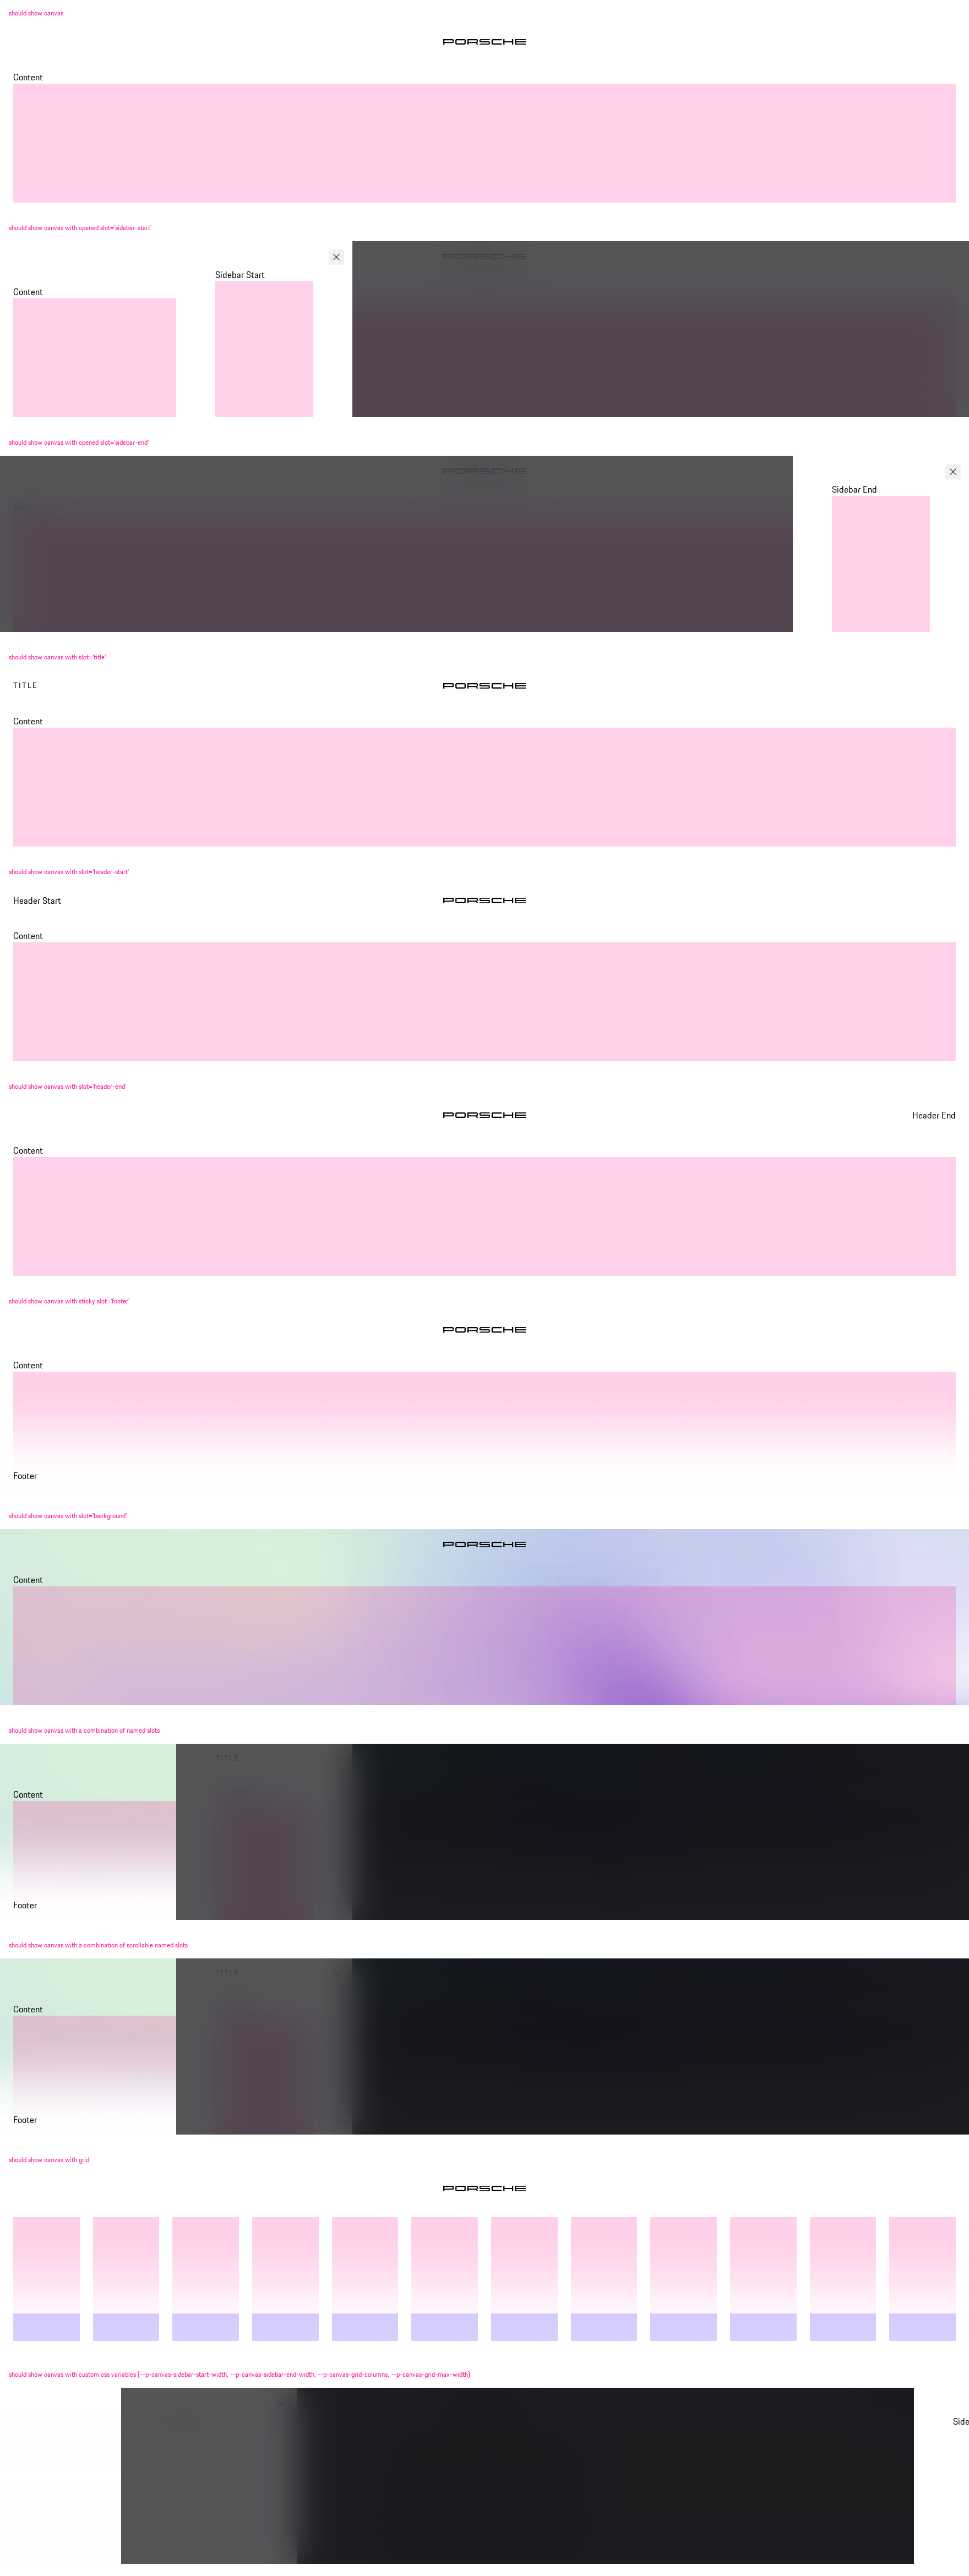 should show canvas
PORSCHE
Content
should show canvas with opened slot='sidebar-start'
PORSCHE
Sidebar Start
Content
should show canvas with opened slot='sidebar-end'
PORSCHE
Sidebar End
should show canvas with slot='title'
TITLE
PORSCHE
Content
should show canvas with slot='header-start'
Header Start
PORSCHE
Content
should show canvas with slot='header-end'
PORSCHE
Header End
Content
should show canvas with sticky slot='footer'
PORSCHE
Content
Footer
should show canvas with slot='background'
PORSCHE
Content
should show canvas with a combination of named slots
TITLE
Content
Footer
should show canvas with a combination of scrollable named slots
TITLE
Content
Footer
should show canvas with grid
PORSCHE
should show canvas with custom css variables (--p-canvas-sidebar-start-width, --p-canvas-sidebar-end-width, --p-canvas-grid-columns, --p-canvas-grid-max-width)
Side